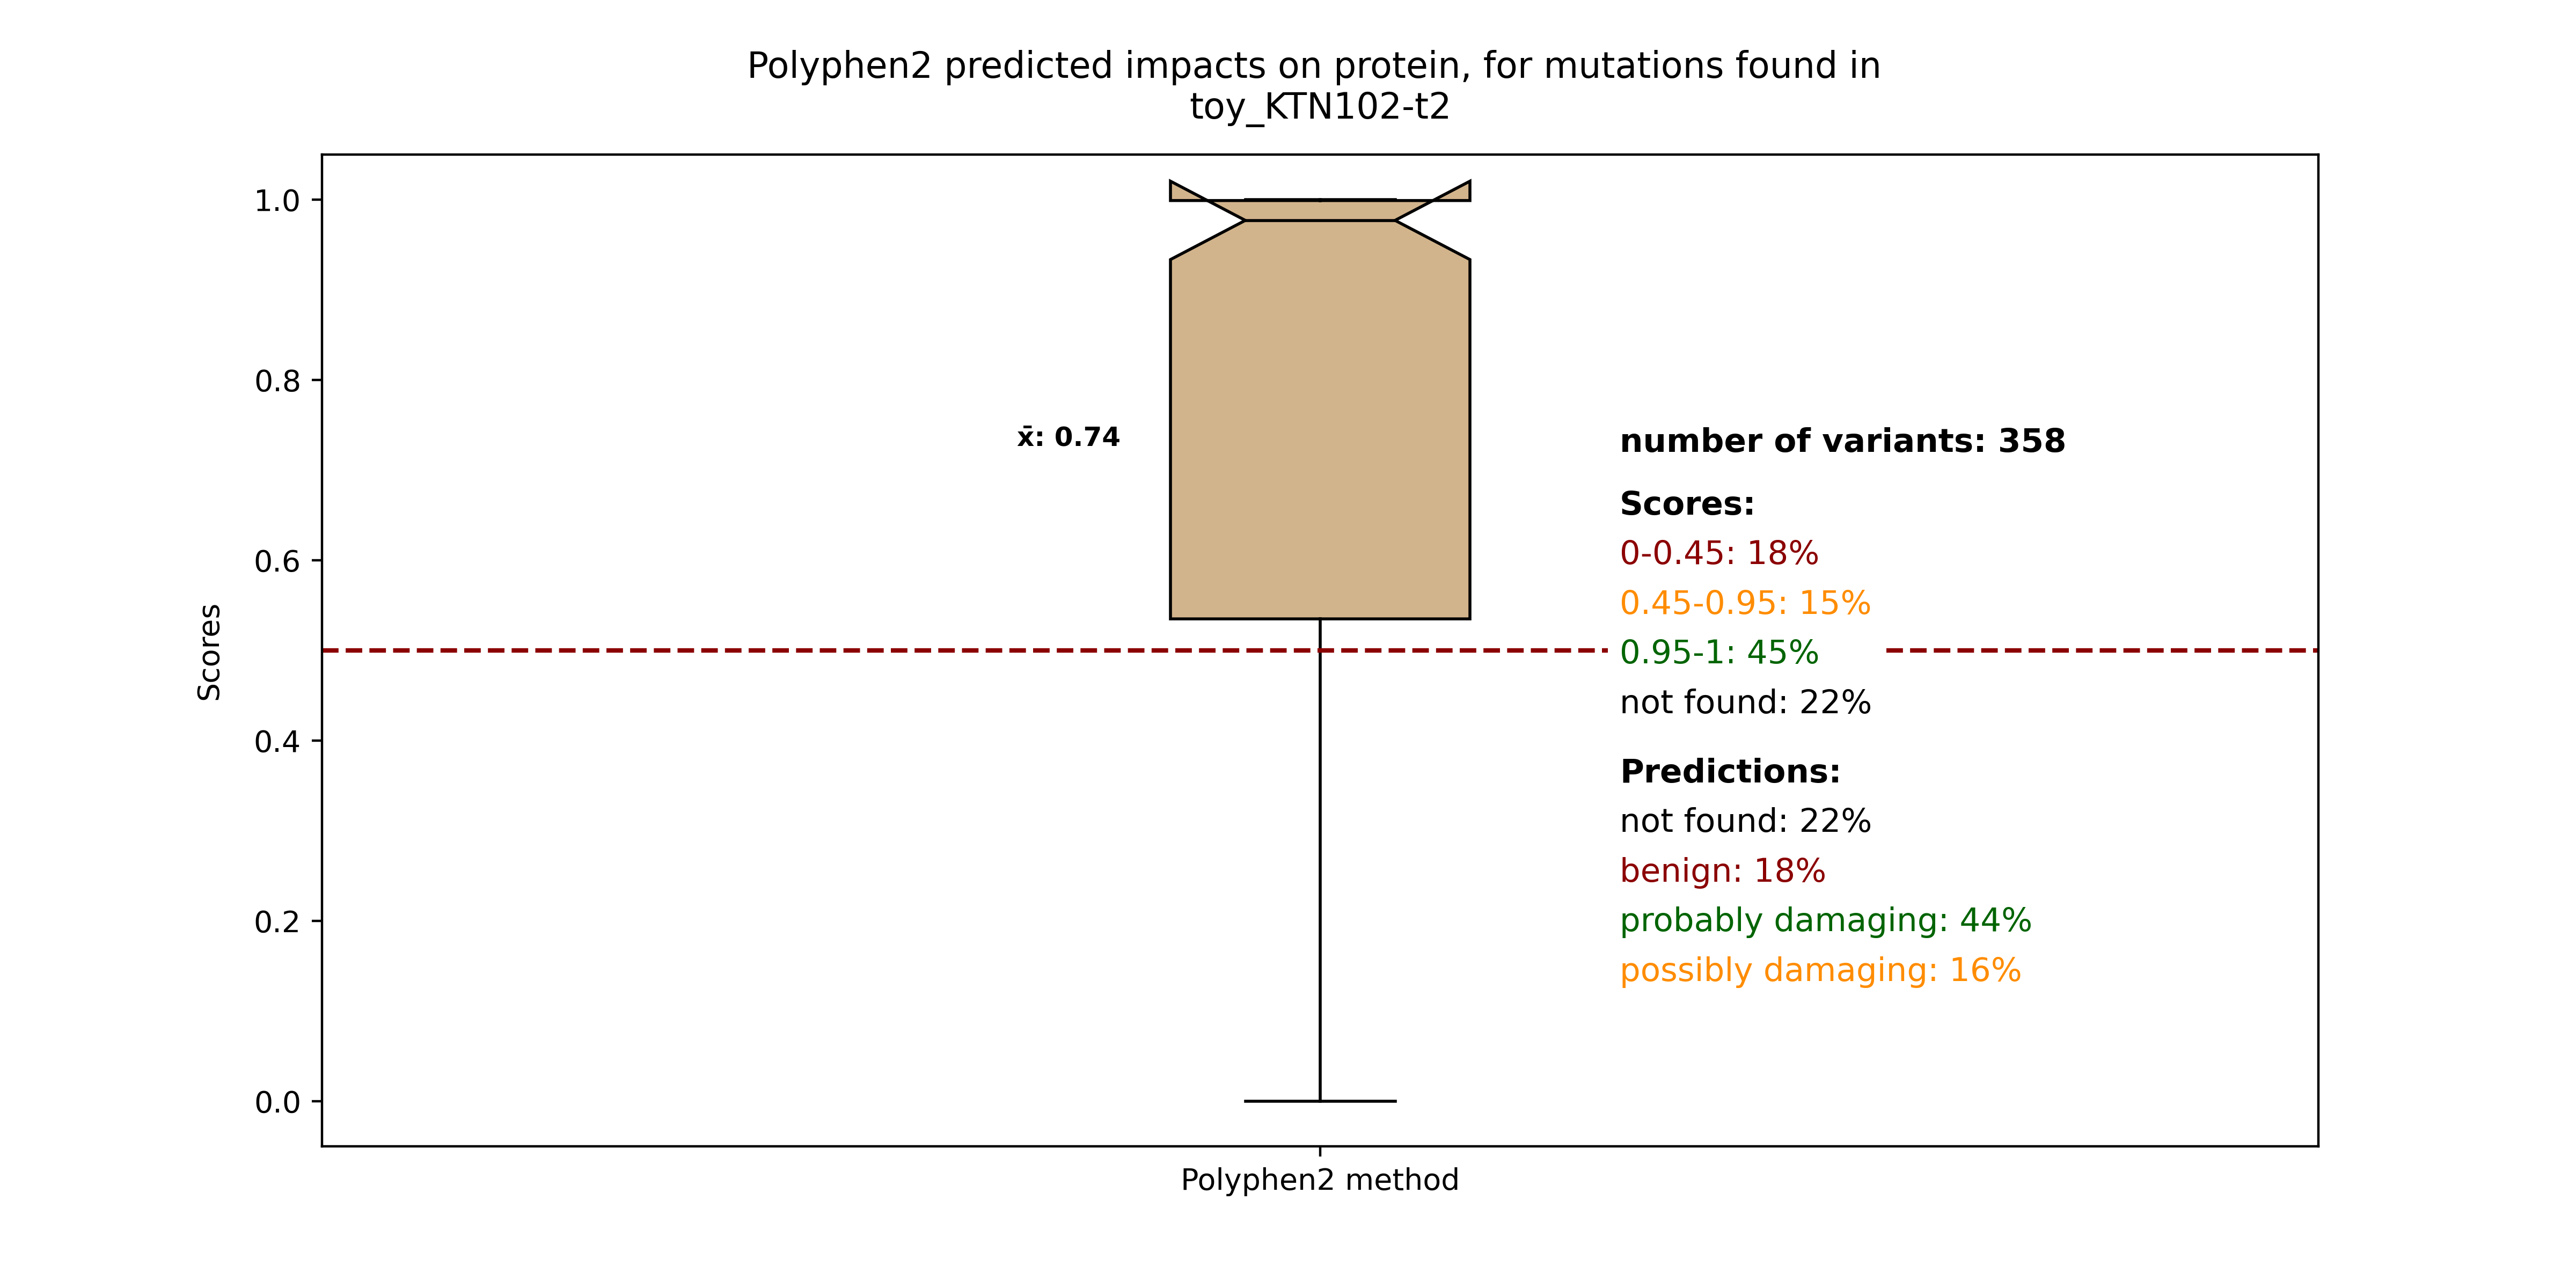 Polyphen2 predicted impacts on protein, for mutations found in
toy_KTN102-t2
1.0
0.8
0.6
0.4
0.2
0.0
Scores
x̄: 0.74
number of variants: 358
Scores:
0-0.45: 18%
0.45-0.95: 15%
0.95-1: 45%
not found: 22%
Predictions:
not found: 22%
benign: 18%
probably damaging: 44%
possibly damaging: 16%
Polyphen2 method